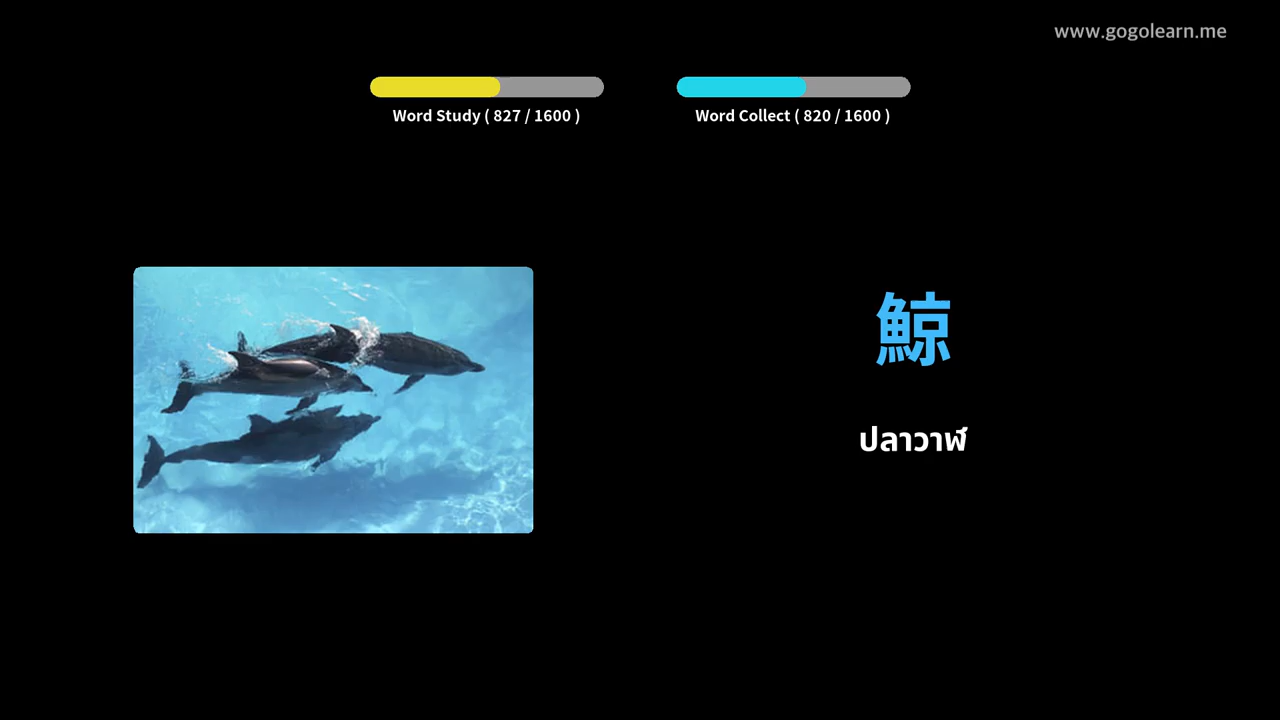 www.gogolearn.me
Word Study ( 827 / 1600 )
Word Collect ( 820 / 1600 )
鯨
ปลาวาฬ